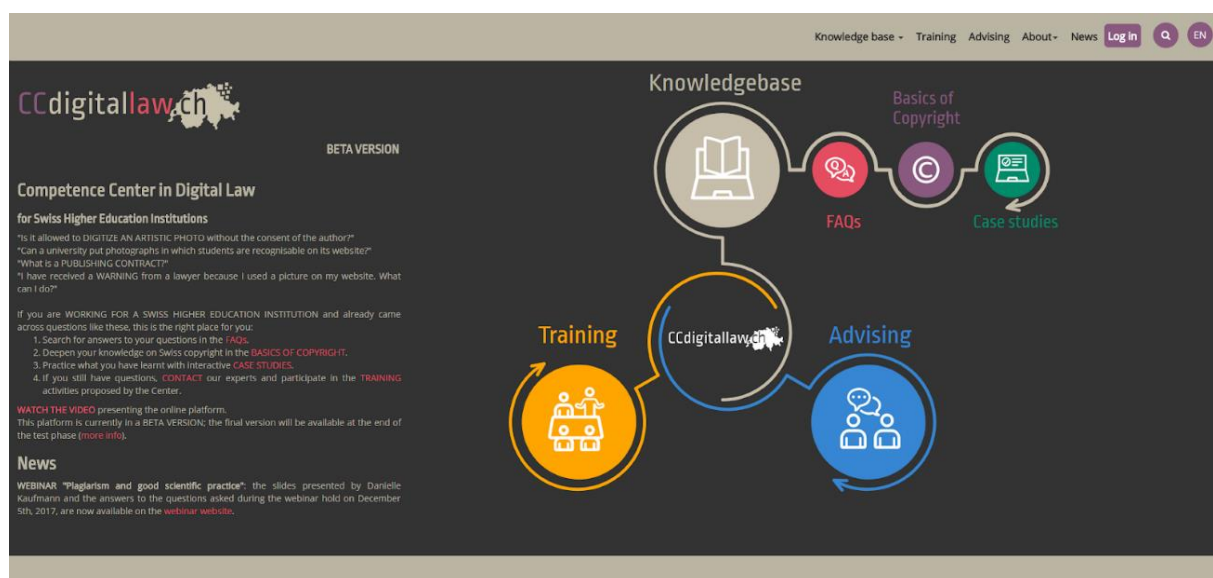 Knowledge base Training Advising About News Log in EN
CCdigitallaw.ch
BETA VERSION
Competence Center in Digital Law
for Swiss Higher Education Institutions
"Is it allowed to DIGITIZE AN ARTISTIC PHOTO without the consent of the author?"
"Can a university put photographs in which students are recognisable on its website?"
"What is a PUBLISHING CONTRACT?"
"I have received a WARNING from a lawyer because I used a picture on my website. What
can I do?"
If you are WORKING FOR A SWISS HIGHER EDUCATION INSTITUTION and already came
across questions like these, this is the right place for you:
1. Search for answers to your questions in the FAQs.
2. Deepen your knowledge on Swiss copyright in the BASICS OF COPYRIGHT.
3. Practice what you have learnt with interactive CASE STUDIES.
4. If you still have questions, CONTACT our experts and participate in the TRAINING
activities proposed by the Center.
WATCH THE VIDEO presenting the online platform.
This platform is currently in a BETA VERSION; the final version will be available at the end of
the test phase (more info).
News
WEBINAR "Plagiarism and good scientific practice": the slides presented by Danielle
Kaufmann and the answers to the questions asked during the webinar hold on December
5th, 2017, are now available on the webinar website.
Knowledgebase
Basics of
Copyright
Q
A
©
FAQs
Case studies
Training
CCdigitallaw.ch
Advising